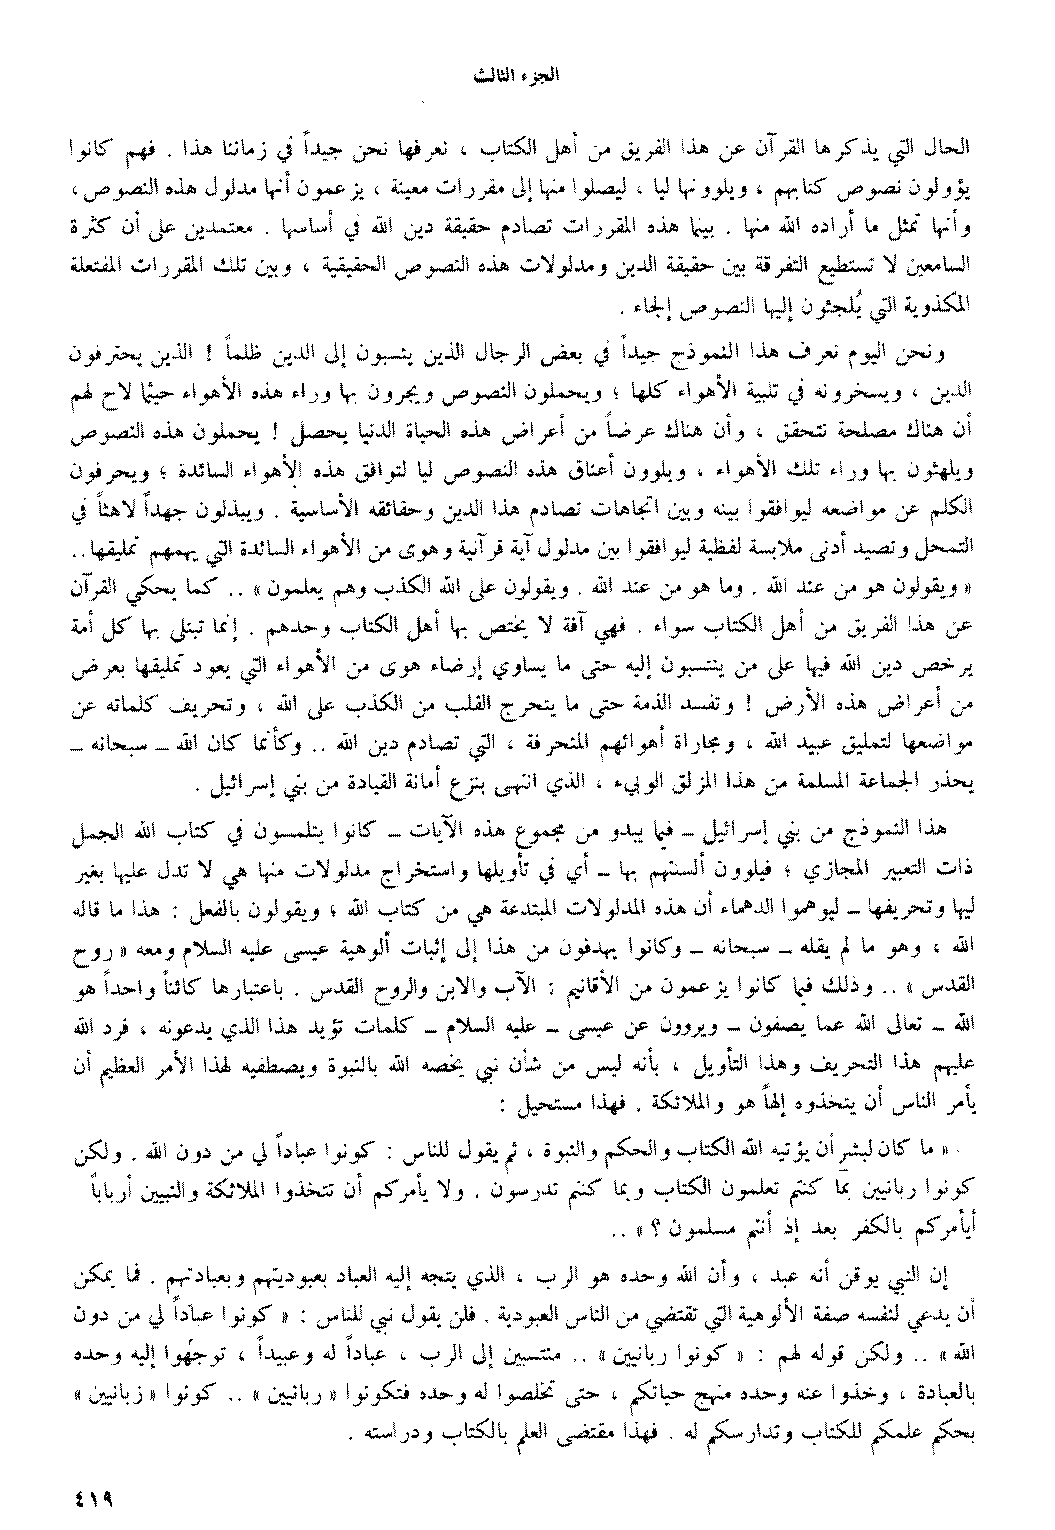 الجزء الثالث
الحال التي يذكرها القرآن عن هذا الفريق من أهل الكتاب ، نعرفها نحن جيداً في زماننا هذا . فهم كانوا
يؤولون نصوص كتابهم ، ويلوونها ليا ، ليصلوا منها إلى مقررات معينة ، يزعمون أنها مدلول هذه النصوص ،
وأنها تمثل ما أراده الله منها . بينما هذه المقررات تصادم حقيقة دين الله في أساسها . معتمدين على أن كثرة
السامعين لا تستطيع التفرقة بين حقيقة الدين ومدلولات هذه النصوص الحقيقية ، وبين تلك المقررات المفتعلة
المكذوبة التي يُلجئون إليها النصوص إلجاء .
ونحن اليوم نعرف هذا النموذج جيداً في بعض الرجال الذين ينسبون إلى الدين ظلماً ! الذين يحترفون
الدين ، ويسخرونه في تلبية الأهواء كلها ؛ ويحملون النصوص ويجرون بها وراء هذه الأهواء حيثما لاح لهم
أن هناك مصلحة تتحقق ، وأن هناك عرضاً من أعراض هذه الحياة الدنيا يحصل ! يحملون هذه النصوص
ويلهثون بها وراء تلك الأهواء ، ويلوون أعناق هذه النصوص ليا لتوافق هذه الأهواء السائدة ؛ ويحرفون
الكلم عن مواضعه ليوافقوا بينه وبين اتجاهات تصادم هذا الدين وحقائقه الأساسية . ويبذلون جهداً لاهثاً في
التمحل وتصيد أدنى ملابسة لفظية ليوافقوا بين مدلول آية قرآنية وهوى من الأهواء السائدة التي يهمهم تمليقها..
« ويقولون هو من عند الله . وما هو من عند الله . ويقولون على الله الكذب وهم يعلمون » .. كما يحكي القرآن
عن هذا الفريق من أهل الكتاب سواء . فهي آفة لا يختص بها أهل الكتاب وحدهم . إنما تبتلى بها كل أمة
يرخص دين الله فيها على من ينتسبون إليه حتى ما يساوي إرضاء هوى من الأهواء التي يعود تمليقها بعرض
من أعراض هذه الأرض ! وتفسد الذمة حتى ما يتحرج القلب من الكذب على الله ، وتحريف كلماته عن
مواضعها لتمليق عبيد الله ، ومجاراة أهوائهم المنحرفة ، التي تصادم دين الله .. وكأنما كان الله – سبحانه –
يحذر الجماعة المسلمة من هذا المزلق الوبيء ، الذي انتهى بنزع أمانة القيادة من بني إسرائيل .
هذا النموذج من بني إسرائيل – فيما يبدو من مجموع هذه الآيات – كانوا يتلمسون في كتاب الله الجمل
ذات التعبير المجازي ؛ فيلوون ألسنتهم بها – أي في تأويلها واستخراج مدلولات منها هي لا تدل عليها بغير
ليها وتحريفها – ليوهموا الدهماء أن هذه المدلولات المبتدعة هي من كتاب الله ؛ ويقولون بالفعل : هذا ما قاله
الله ، وهو ما لم يقله – سبحانه – وكانوا يهدفون من هذا إلى إثبات ألوهية عيسى عليه السلام ومعه « روح
القدس » .. وذلك فيما كانوا يزعمون من الأقانيم : الآب والابن والروح القدس . باعتبارها كائناً واحداً هو
الله – تعالى الله عما يصفون – ويروون عن عيسى – عليه السلام – كلمات تؤيد هذا الذي يدعونه ، فرد الله
عليهم هذا التحريف وهذا التأويل ، بأنه ليس من شأن نبي يخصه الله بالنبوة ويصطفيه لهذا الأمر العظيم أن
يأمر الناس أن يتخذوه إلهاً هو والملائكة . فهذا مستحيل :
« ما كان لبشر أن يؤتيه الله الكتاب والحكم والنبوة ، ثم يقول للناس : كونوا عباداً لي من دون الله . ولكن
كونوا ربانيين بما كنتم تعلمون الكتاب وبما كنتم تدرسون . ولا يأمركم أن تتخذوا الملائكة والنبيين أرباباً
أيأمركم بالكفر بعد إذ أنتم مسلمون ؟ » ..
إن النبي يوقن أنه عبد ، وأن الله وحده هو الرب ، الذي يتجه إليه العباد بعبوديتهم وبعبادتهم . فما يمكن
أن يدعي لنفسه صفة الألوهية التي تقتضي من الناس العبودية . فلن يقول نبي للناس : « كونوا عباداً لي من دون
الله » .. ولكن قوله لهم : « كونوا ربانيين » .. منتسبين إلى الرب ، عباداً له وعبيداً ، توجهوا إليه وحده
بالعبادة ، وخذوا عنه وحده منهج حياتكم ، حتى تخلصوا له وحده فتكونوا « ربانيين » .. كونوا « ربانيين »
بحكم علمكم للكتاب وتدارسكم له . فهذا مقتضى العلم بالكتاب ودراسته .
٤١٩